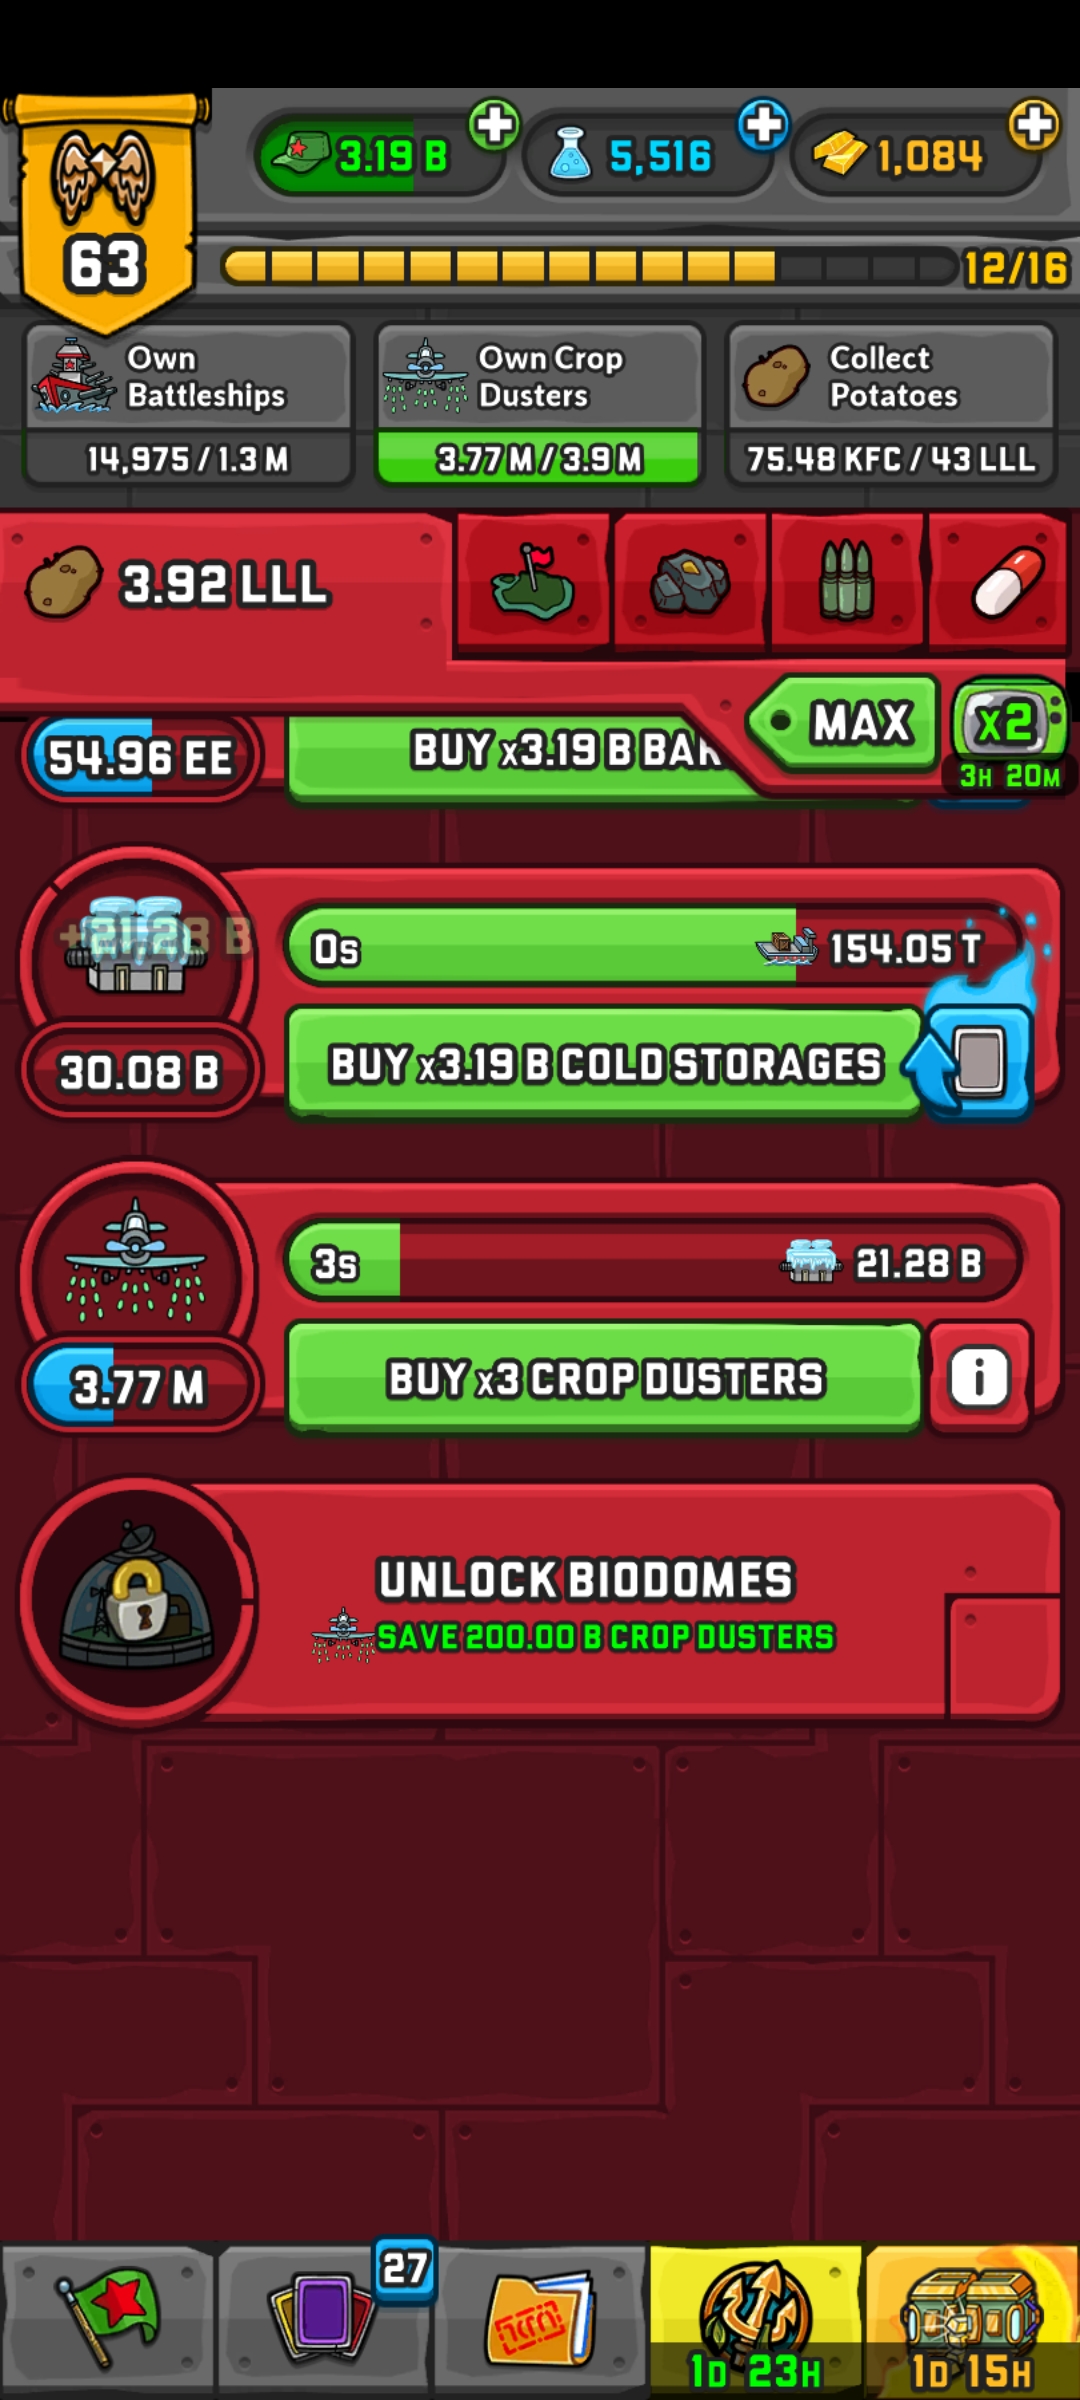 63
3.19 B
5,516
1,084
12/16
Own
Battleships
14,975 / 1.3 M
Own Crop
Dusters
3.77 M / 3.9 M
Collect
Potatoes
75.48 KFC / 43 LLL
3.92 LLL
MAX
x2
3H 20M
54.96 EE
BUY x3.19 B BAR
+21.28 B
0s
154.05 T
30.08 B
BUY x3.19 B COLD STORAGES
3s
21.28 B
3.77 M
BUY x3 CROP DUSTERS
i
UNLOCK BIODOMES
SAVE 200.00 B CROP DUSTERS
27
1D 23H
1D 15H